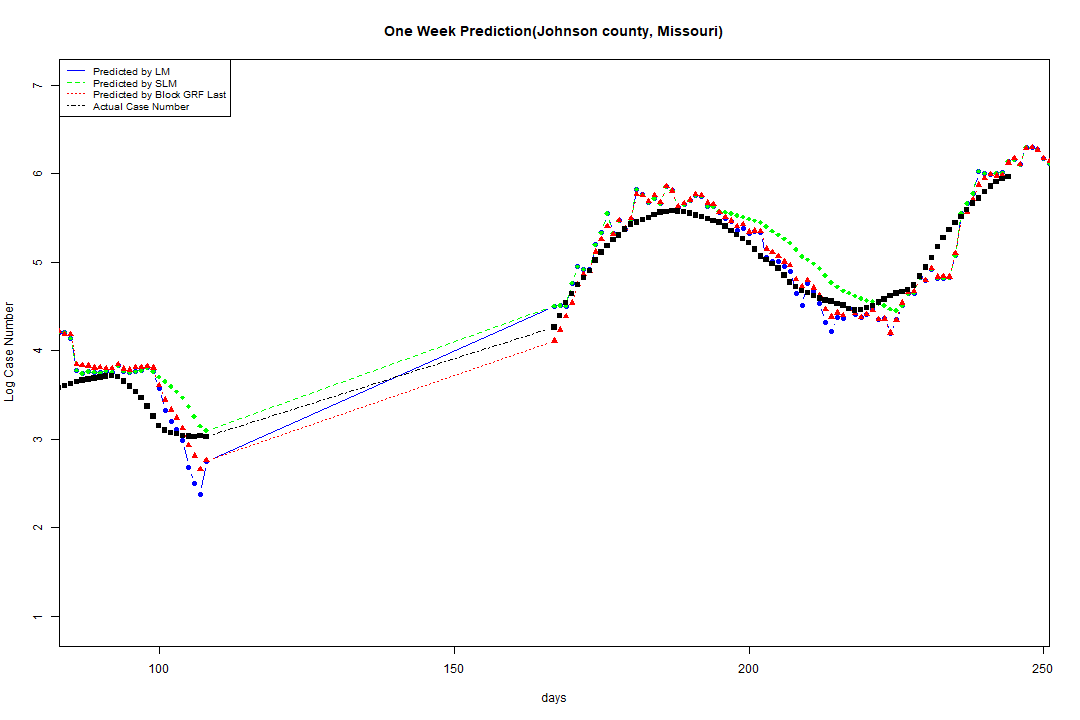 One Week Prediction(Johnson county, Missouri)
Predicted by LM
Predicted by SLM
Predicted by Block GRF Last
Actual Case Number
7
6
5
4
3
2
1
Log Case Number
100
150
200
250
days